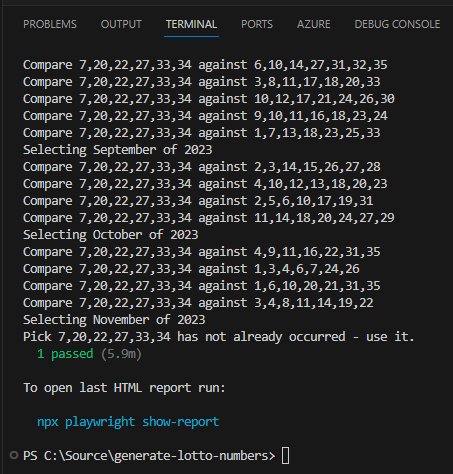 PROBLEMS OUTPUT TERMINAL PORTS AZURE DEBUG CONSOLE
Compare 7,20,22,27,33,34 against 6,10,14,27,31,32,35
Compare 7,20,22,27,33,34 against 3,8,11,17,18,20,33
Compare 7,20,22,27,33,34 against 10,12,17,21,24,26,30
Compare 7,20,22,27,33,34 against 9,10,11,16,18,23,24
Compare 7,20,22,27,33,34 against 1,7,13,18,23,25,33
Selecting September of 2023
Compare 7,20,22,27,33,34 against 2,3,14,15,26,27,28
Compare 7,20,22,27,33,34 against 4,10,12,13,18,20,23
Compare 7,20,22,27,33,34 against 2,5,6,10,17,19,31
Compare 7,20,22,27,33,34 against 11,14,18,20,24,27,29
Selecting October of 2023
Compare 7,20,22,27,33,34 against 4,9,11,16,22,31,35
Compare 7,20,22,27,33,34 against 1,3,4,6,7,24,26
Compare 7,20,22,27,33,34 against 1,6,10,20,21,31,35
Compare 7,20,22,27,33,34 against 3,4,8,11,14,19,22
Selecting November of 2023
Pick 7,20,22,27,33,34 has not already occurred - use it.
1 passed (5.9m)
To open last HTML report run:
npx playwright show-report
PS C:\Source\generate-lotto-numbers>